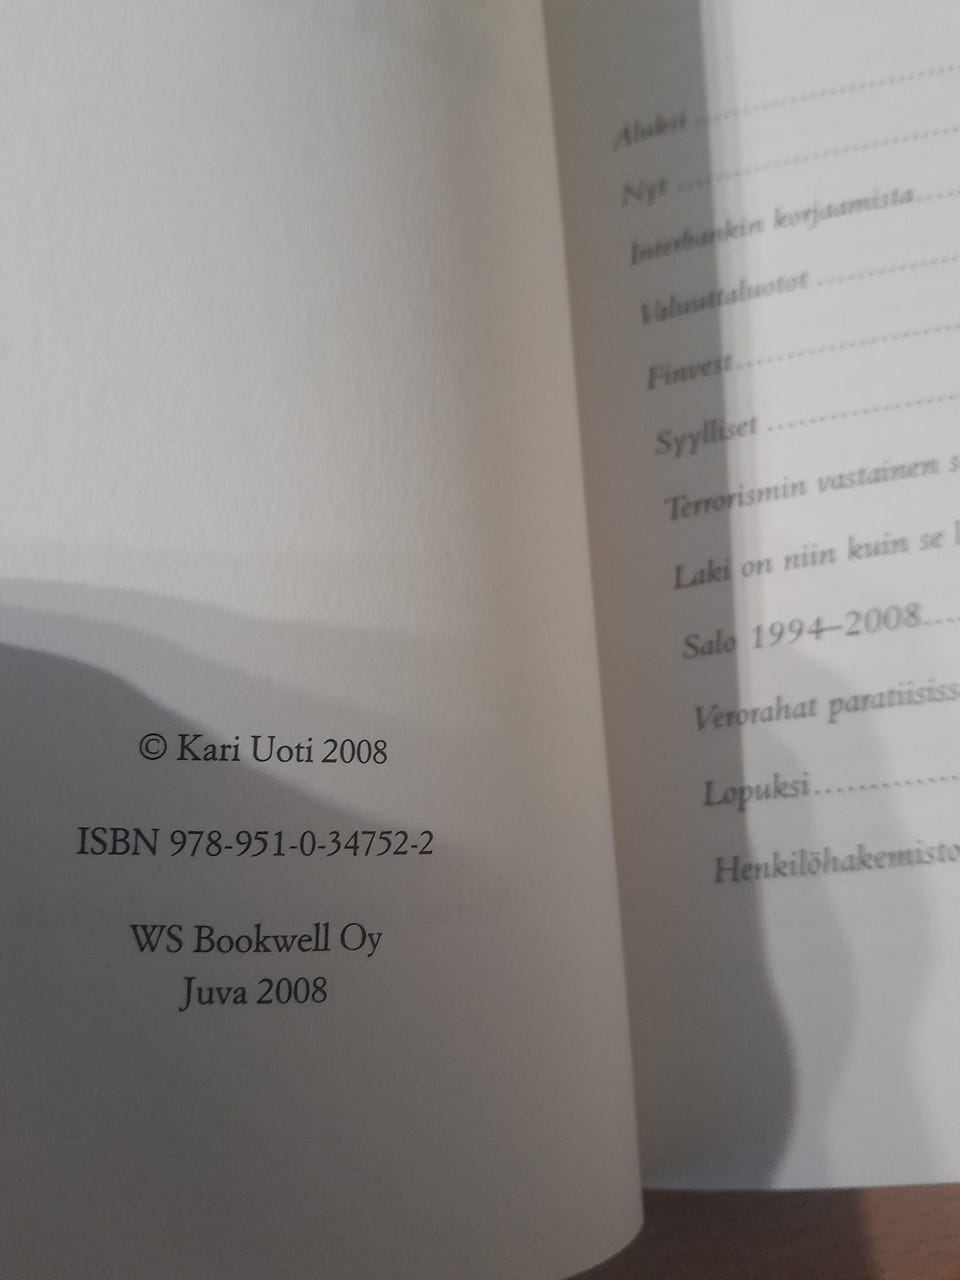 © Kari Uoti 2008
ISBN 978-951-0-34752-2
WS Bookwell Oy
Juva 2008
Aluksi ..........
Nyt ..........
Interbankin korjaamista.....
Valuuttaluotot ..........
Finvest ..........
Syylliset ..........
Terrorismin vastainen
Laki on niin kuin se
Salo 1994–2008....
Verorahat
Lopuksi ..........
Henkilöhakemisto